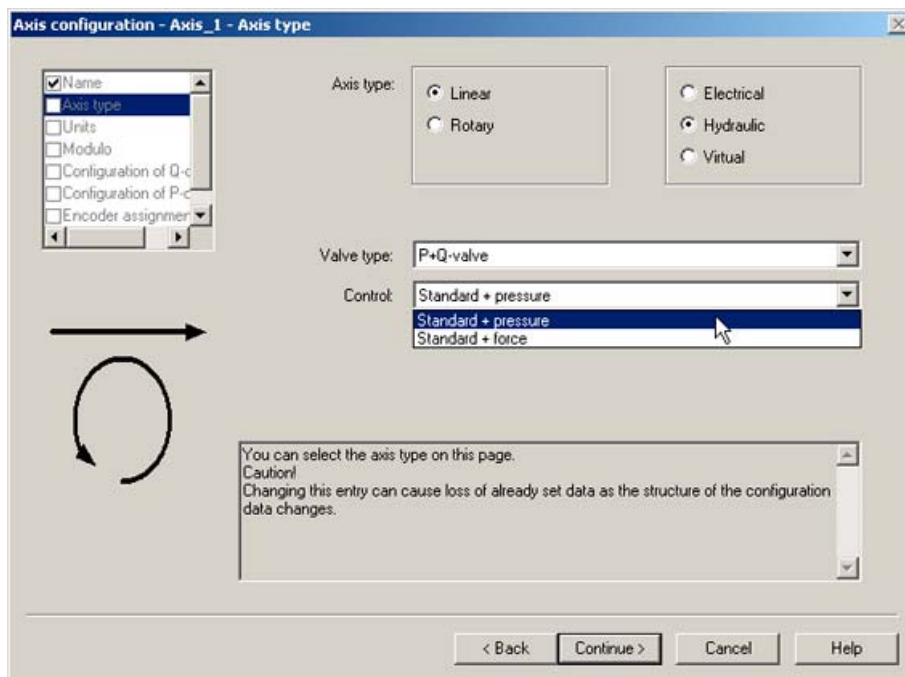 Axis configuration - Axis_1 - Axis type
Name
Axis type
Units
Modulo
Configuration of Q-c
Configuration of P-c
Encoder assignmer
Axis type:
Linear
Rotary
Electrical
Hydraulic
Virtual
Valve type:
P+Q-valve
Control:
Standard + pressure
Standard + pressure
Standard + force
You can select the axis type on this page.
Caution!
Changing this entry can cause loss of already set data as the structure of the configuration
data changes.
< Back
Continue >
Cancel
Help